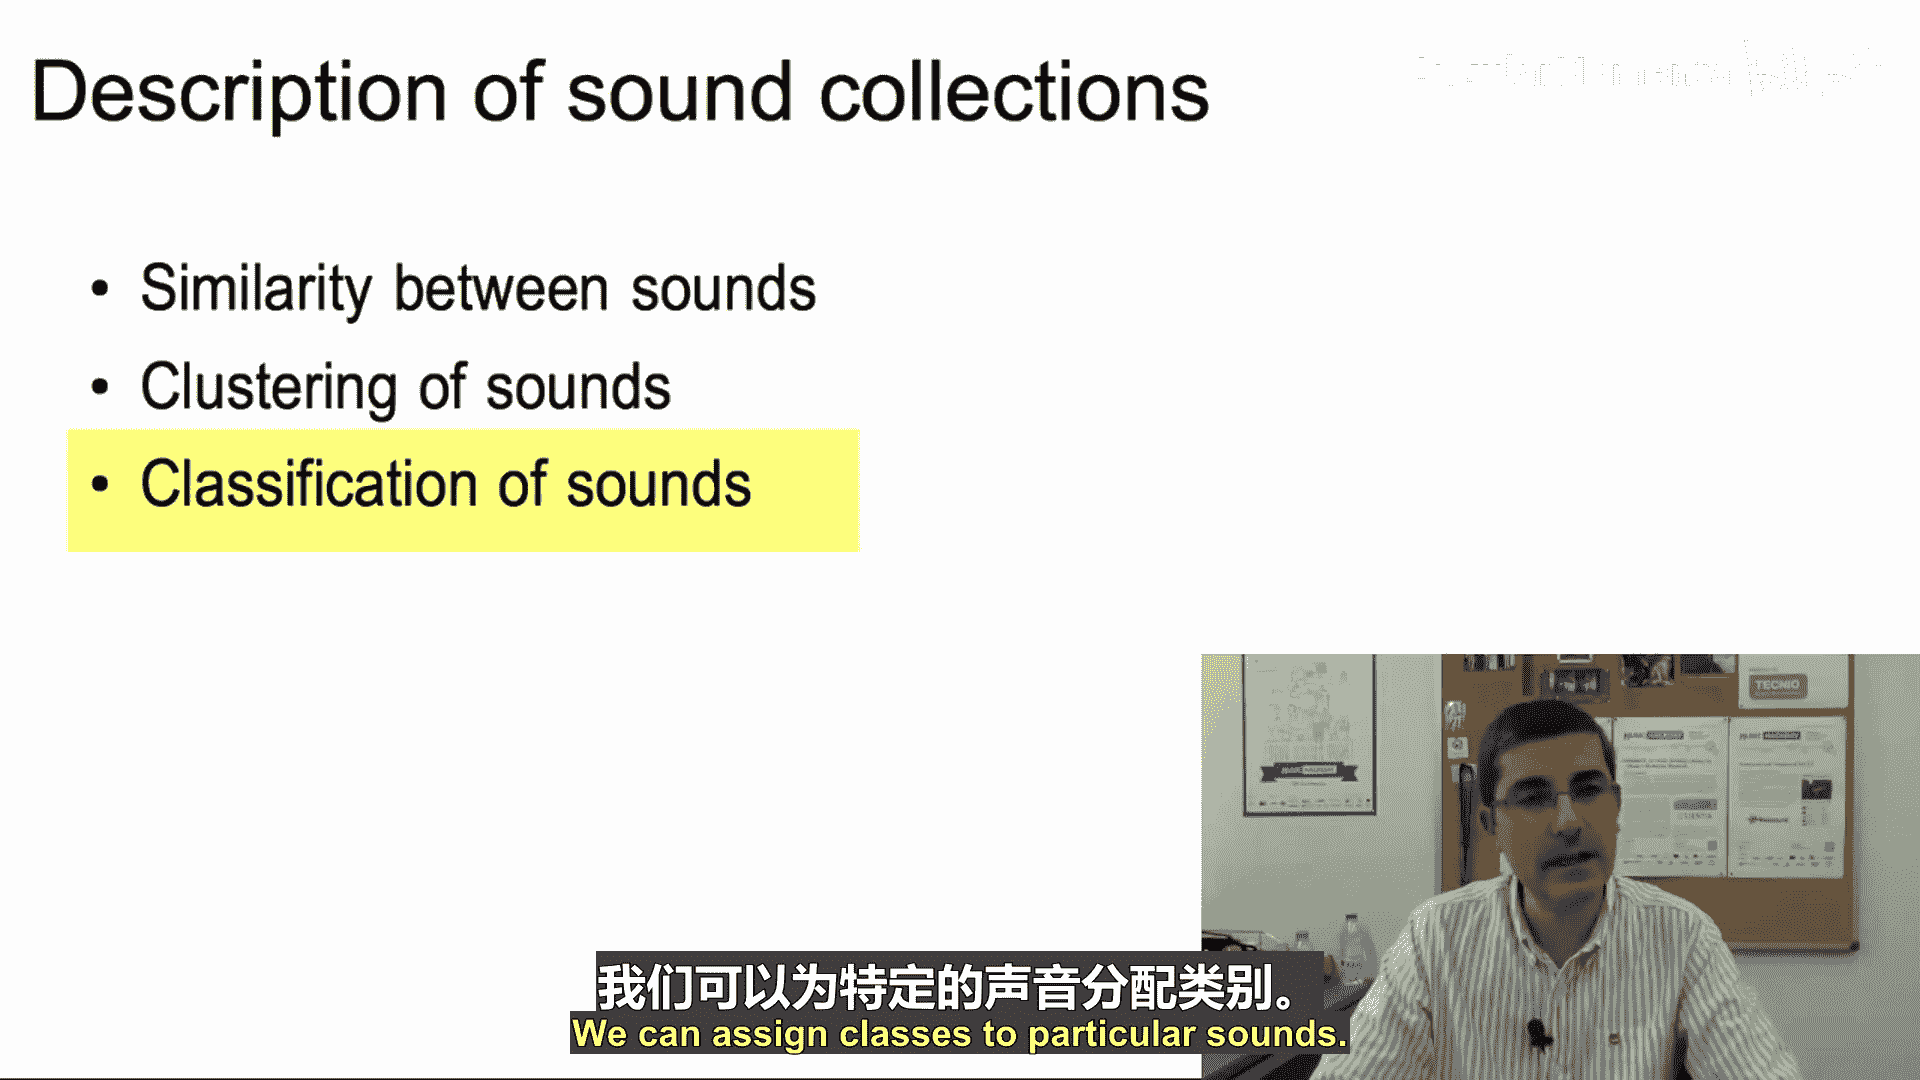 Description of sound collections
• Similarity between sounds
• Clustering of sounds
• Classification of sounds
TECNIO
我们可以为特定的声音分配类别。
We can assign classes to particular sounds.